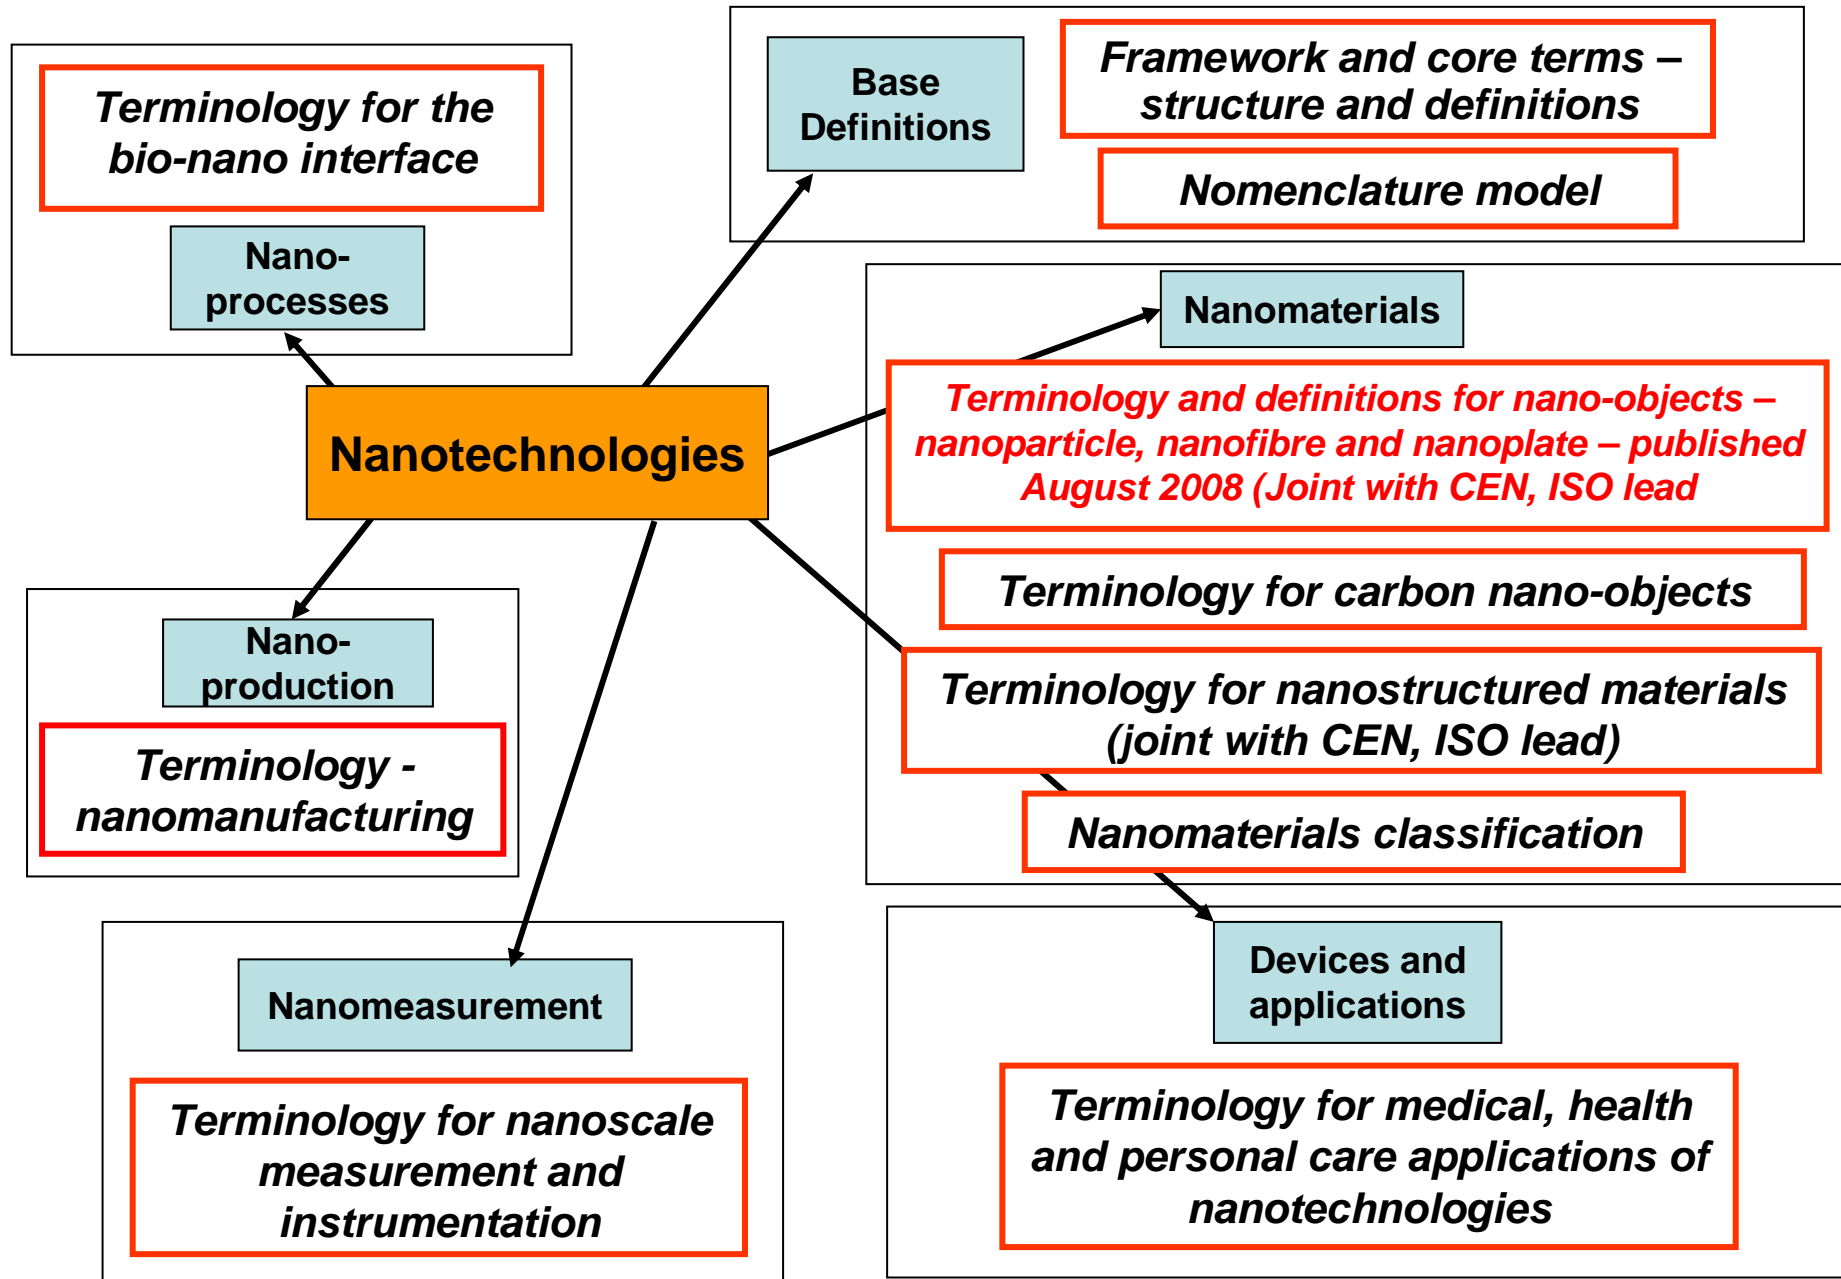 Terminology for the
bio-nano interface
Nano-
processes
Base
Definitions
Framework and core terms –
structure and definitions
Nomenclature model
Nanotechnologies
Nanomaterials
Terminology and definitions for nano-objects –
nanoparticle, nanofibre and nanoplate – published
August 2008 (Joint with CEN, ISO lead
Terminology for carbon nano-objects
Terminology for nanostructured materials
(joint with CEN, ISO lead)
Nanomaterials classification
Nano-
production
Terminology -
nanomanufacturing
Nanomeasurement
Terminology for nanoscale
measurement and
instrumentation
Devices and
applications
Terminology for medical, health
and personal care applications of
nanotechnologies